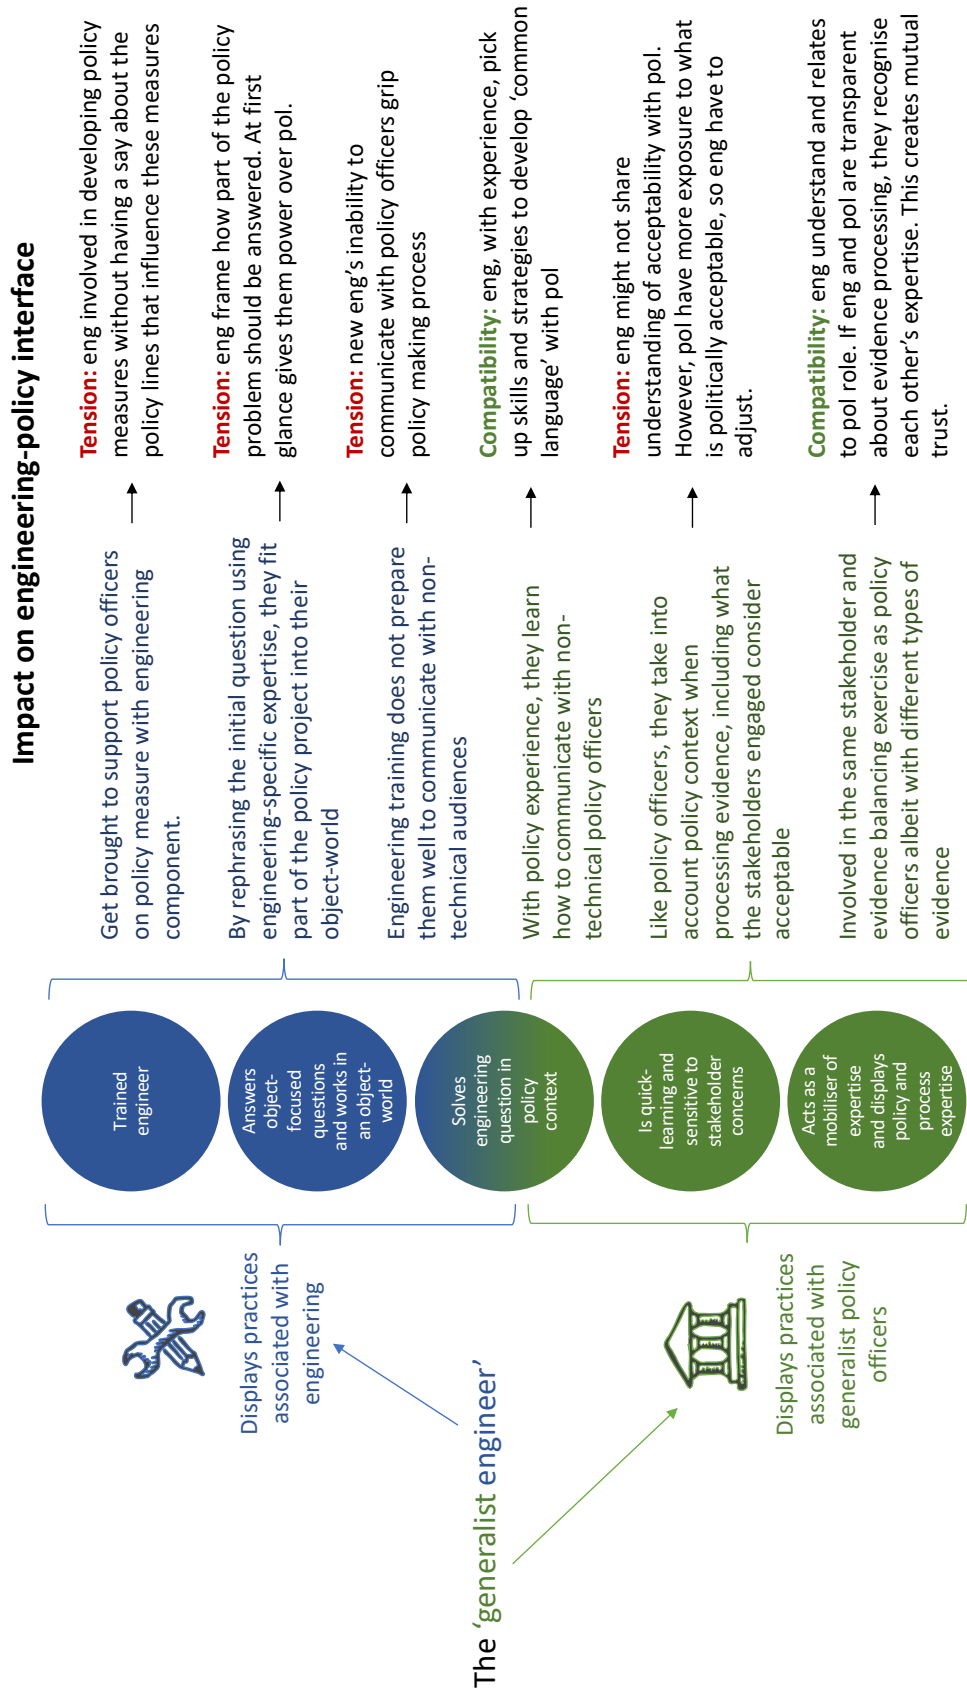 Impact on engineering-policy interface
The 'generalist engineer'
Displays practices
associated with
engineering
Displays practices
associated with
generalist policy
officers
Trained
engineer
Answers
object-
focused
questions
and works in
an object-
world
Solves
engineering
question in
policy
context
Is quick-
learning and
sensitive to
stakeholder
concerns
Acts as a
mobiliser of
expertise
and displays
policy and
process
expertise
Get brought to support policy officers
on policy measure with engineering
component.
By rephrasing the initial question using
engineering-specific expertise, they fit
part of the policy project into their
object-world
Engineering training does not prepare
them well to communicate with non-
technical audiences
With policy experience, they learn
how to communicate with non-
technical policy officers
Like policy officers, they take into
account policy context when
processing evidence, including what
the stakeholders engaged consider
acceptable
Involved in the same stakeholder and
evidence balancing exercise as policy
officers albeit with different types of
evidence
Tension: eng involved in developing policy
measures without having a say about the
policy lines that influence these measures
Tension: eng frame how part of the policy
problem should be answered. At first
glance gives them power over pol.
Tension: new eng's inability to
communicate with policy officers grip
policy making process
Compatibility: eng, with experience, pick
up skills and strategies to develop 'common
language' with pol
Tension: eng might not share
understanding of acceptability with pol.
However, pol have more exposure to what
is politically acceptable, so eng have to
adjust.
Compatibility: eng understand and relates
to pol role. If eng and pol are transparent
about evidence processing, they recognise
each other's expertise. This creates mutual
trust.